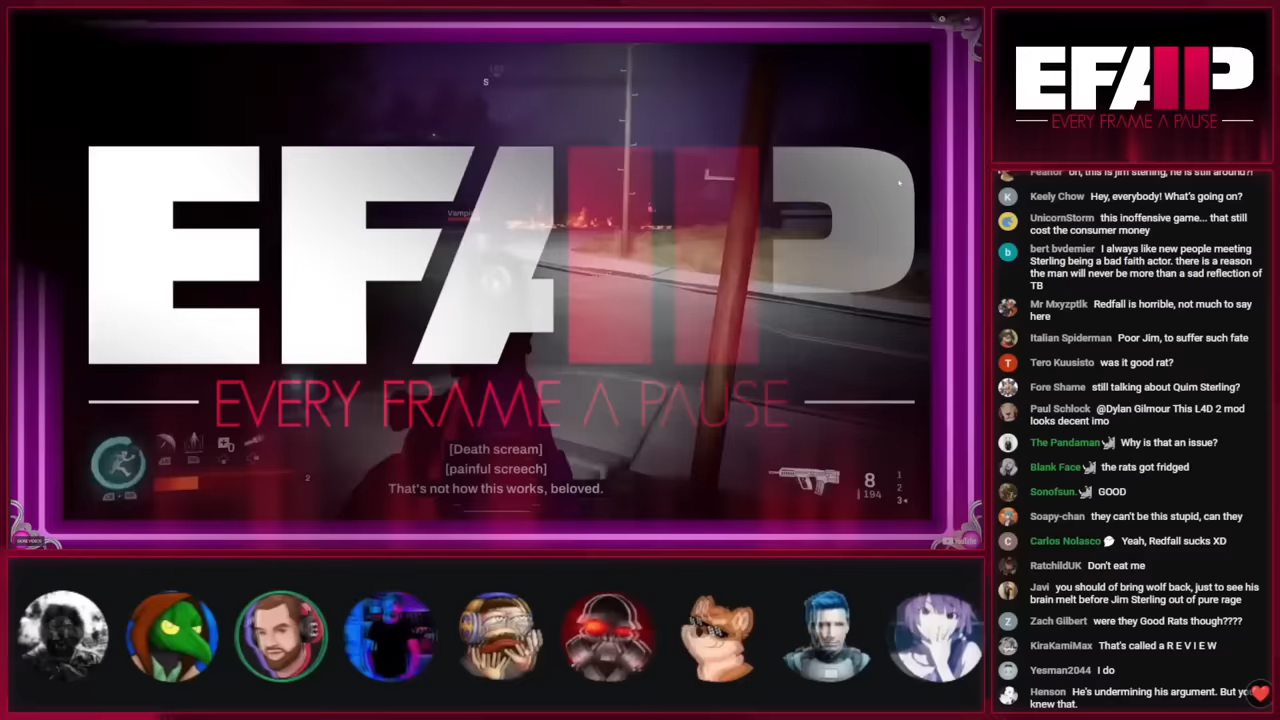 S
EFAP
Vampi
EVERY FRAME A PAUSE
[Death scream]
[painful screech]
That's not how this works, beloved.
0
2
8
194
1
2
3
YouTube
EFAP
EVERY FRAME A PAUSE
Feanor oh, this is jim sterling, he is still around?!
K
Keely Chow Hey, everybody! What's going on?
UnicornStorm this inoffensive game... that still
cost the consumer money
b
bert bvdemier I always like new people meeting
Sterling being a bad faith actor. there is a reason
the man will never be more than a sad reflection of
TB
Mr Mxyzptlk Redfall is horrible, not much to say
here
Italian Spiderman Poor Jim, to suffer such fate
T
Tero Kuusisto was it good rat?
Fore Shame still talking about Quim Sterling?
Paul Schlock @Dylan Gilmour This L4D 2 mod
looks decent imo
The Pandaman Why is that an issue?
Blank Face the rats got fridged
Sonofsun. GOOD
Soapy-chan they can't be this stupid, can they
C
Carlos Nolasco Yeah, Redfall sucks XD
RatchildUK Don't eat me
Javi you should of bring wolf back, just to see his
brain melt before Jim Sterling out of pure rage
Z
Zach Gilbert were they Good Rats though????
KiraKamiMax That's called a R E V I E W
Yesman2044 I do
Henson He's undermining his argument. But yo
knew that.